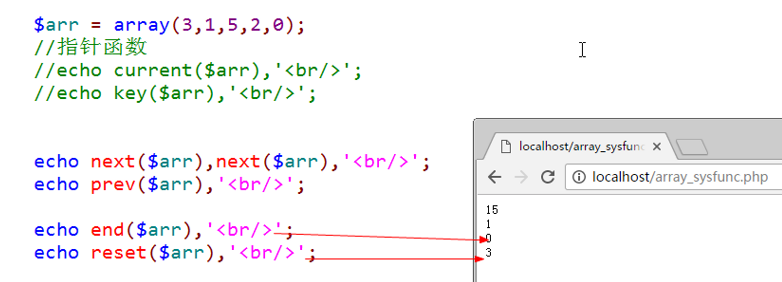 $arr = array(3,1,5,2,0);
//指针函数
//echo current($arr),'<br/>';
//echo key($arr),'<br/>';
echo next($arr),next($arr),'<br/>';
echo prev($arr),'<br/>';
echo end($arr),'<br/>';
echo reset($arr),'<br/>';
localhost/array_sysfunc
localhost/array_sysfunc.php
15
1
0
3